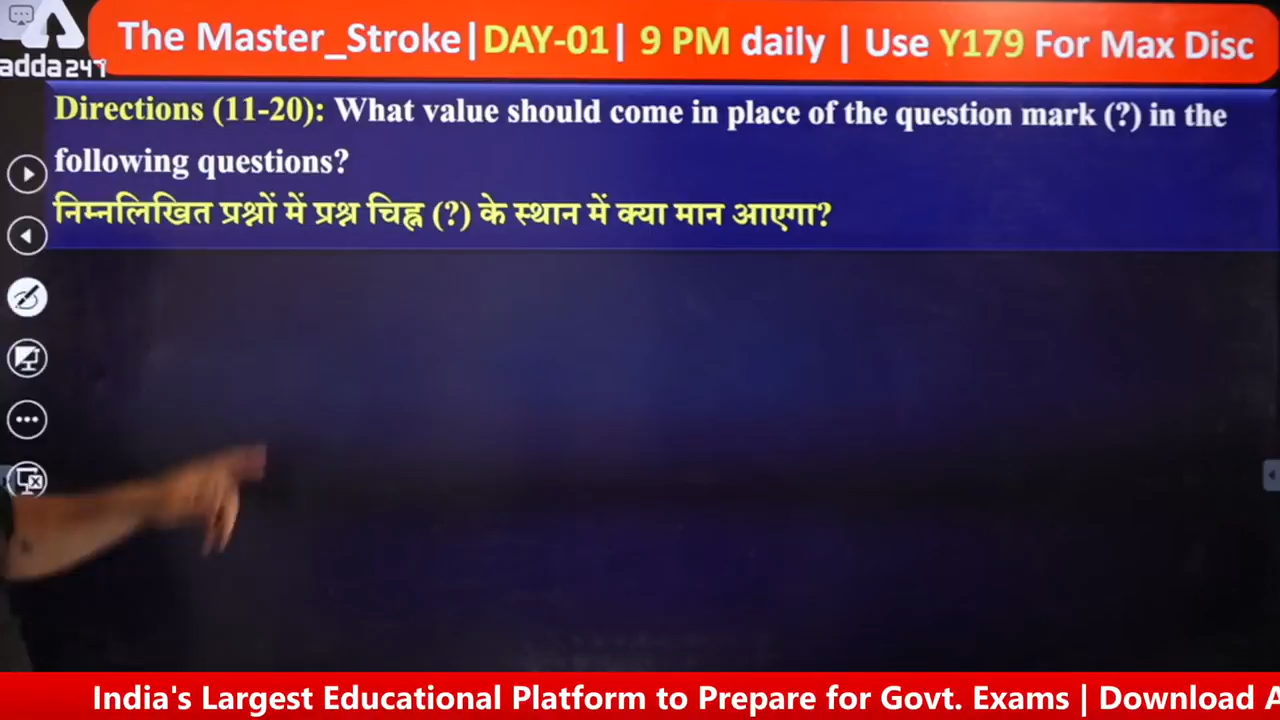 The Master_Stroke|DAY-01| 9 PM daily | Use Y179 For Max Disc
adda247
Directions (11-20): What value should come in place of the question mark (?) in the
following questions?
निम्नलिखित प्रश्नों में प्रश्न चिह्न (?) के स्थान में क्या मान आएगा?
India's Largest Educational Platform to Prepare for Govt. Exams | Download A